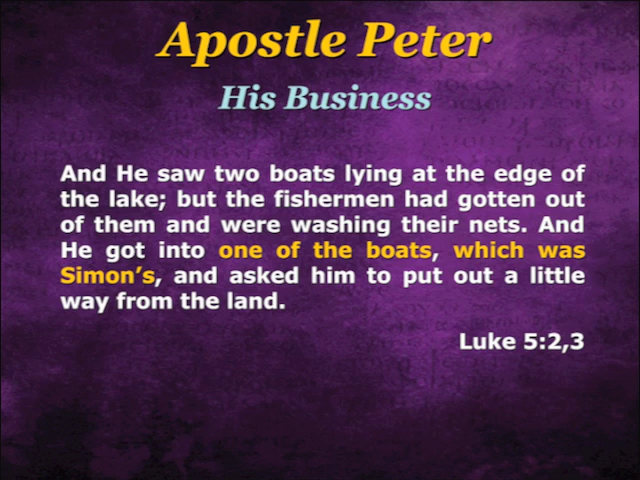 Apostle Peter
His Business
And He saw two boats lying at the edge of
the lake; but the fishermen had gotten out
of them and were washing their nets. And
He got into one of the boats, which was
Simon’s, and asked him to put out a little
way from the land.
Luke 5:2,3